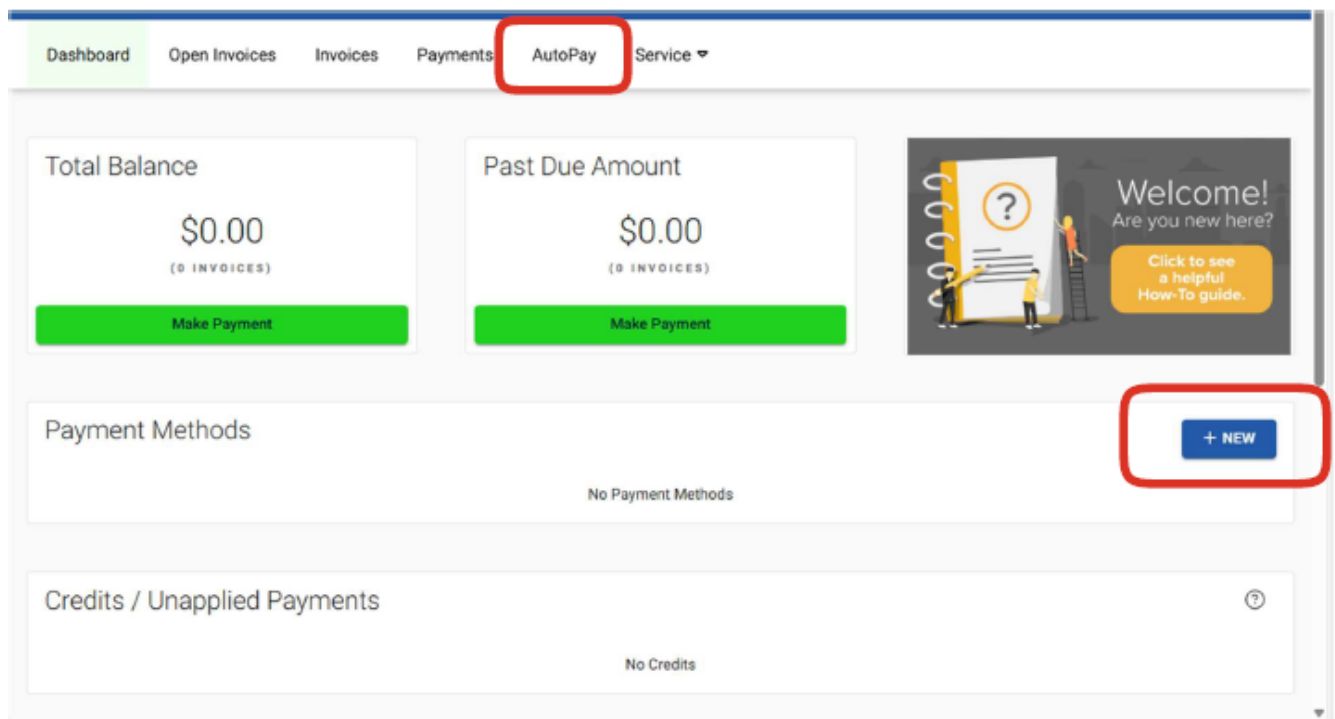 Dashboard Open Invoices Invoices Payments AutoPay Service
Total Balance
$0.00
(0 INVOICES)
Make Payment
Past Due Amount
$0.00
(0 INVOICES)
Make Payment
?
Welcome!
Are you new here?
Click to see
a helpful
How-To guide.
Payment Methods
+ NEW
No Payment Methods
Credits / Unapplied Payments
?
No Credits